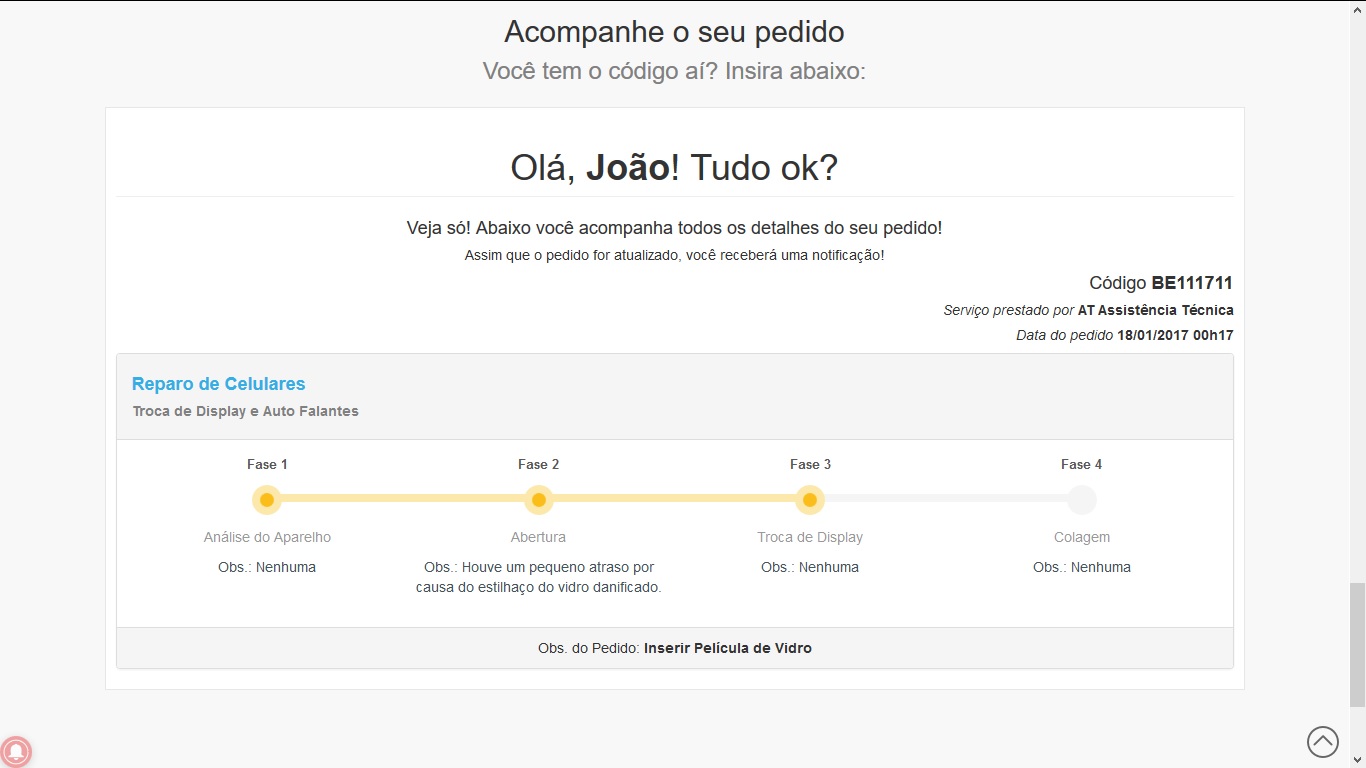 Acompanhe o seu pedido
Você tem o código aí? Insira abaixo:
Olá, João! Tudo ok?
Veja só! Abaixo você acompanha todos os detalhes do seu pedido!
Assim que o pedido for atualizado, você receberá uma notificação!
Código BE111711
Serviço prestado por AT Assistência Técnica
Data do pedido 18/01/2017 00h17
Reparo de Celulares
Troca de Display e Auto Falantes
Fase 1
Fase 2
Fase 3
Fase 4
Análise do Aparelho
Abertura
Troca de Display
Colagem
Obs.: Nenhuma
Obs.: Houve um pequeno atraso por
causa do estilhaço do vidro danificado.
Obs.: Nenhuma
Obs.: Nenhuma
Obs. do Pedido: Inserir Película de Vidro